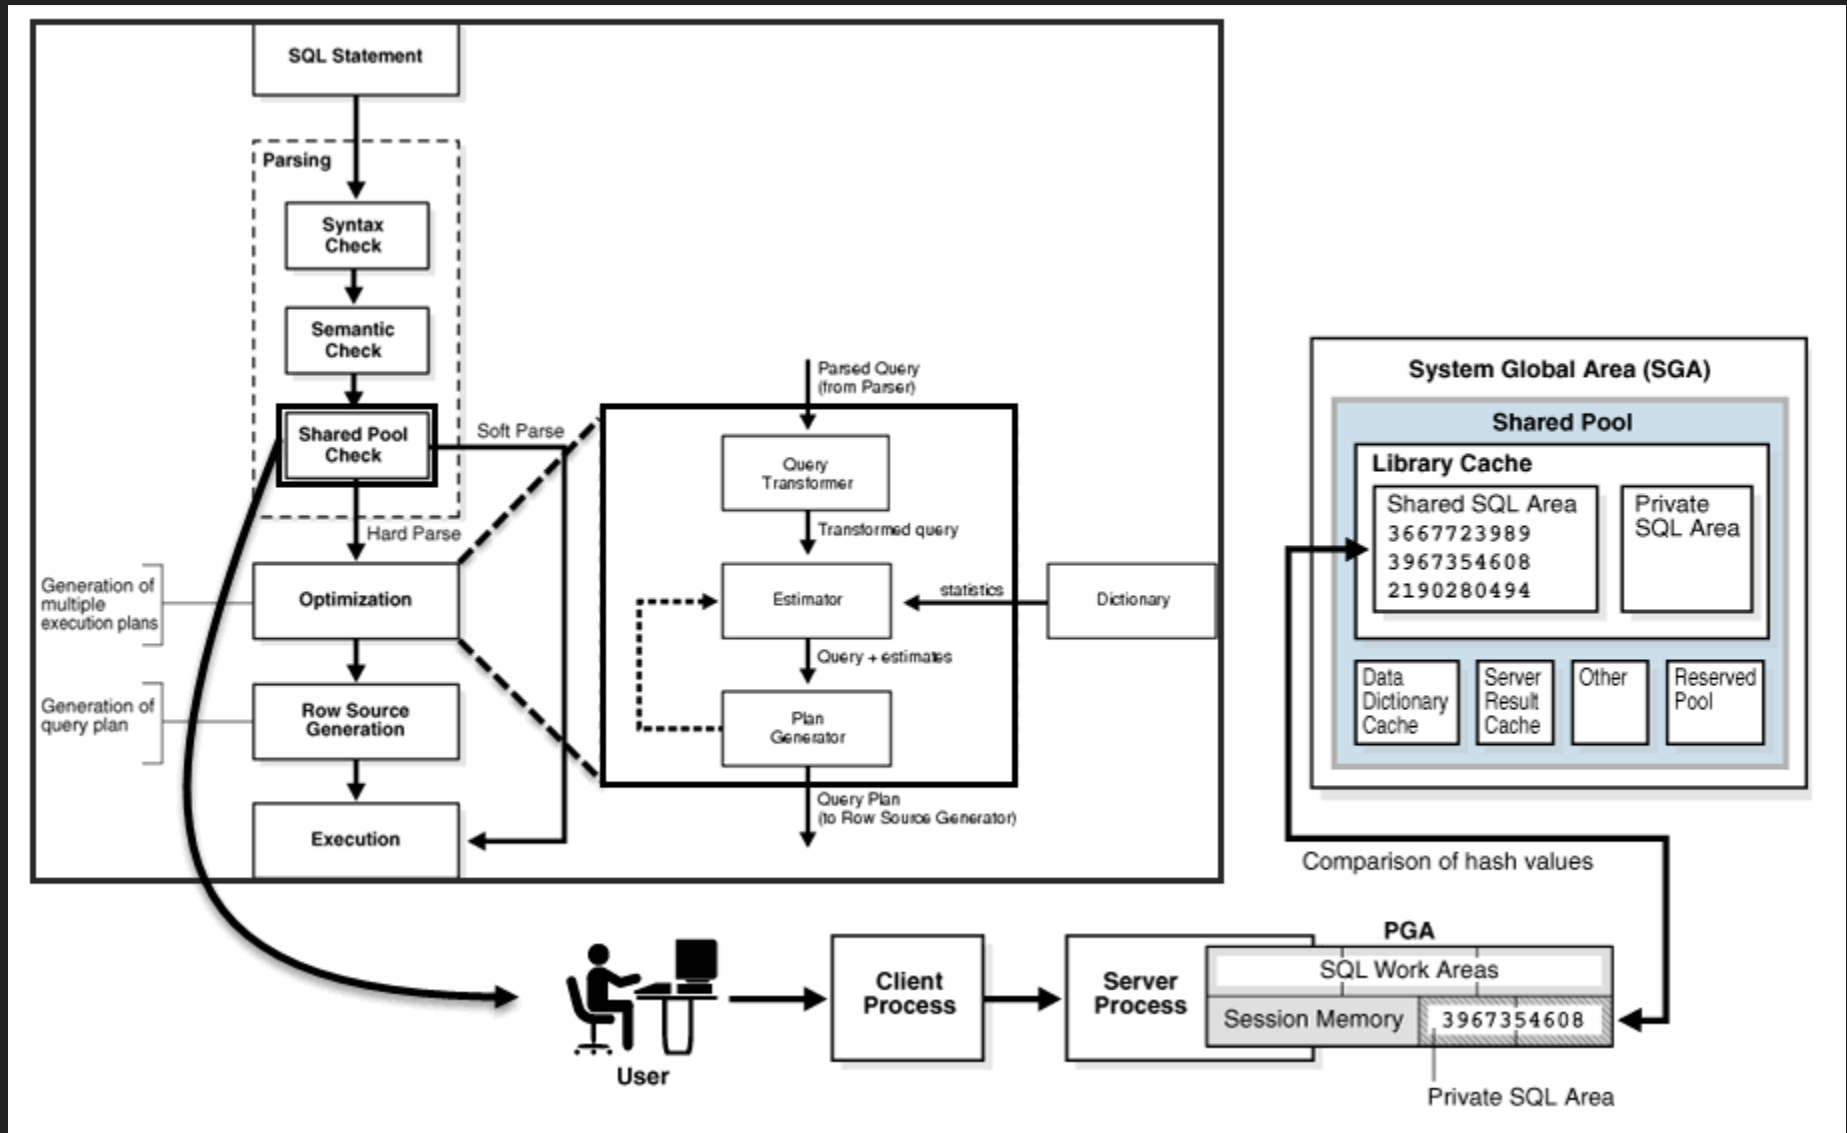 SQL Statement
Parsing
Syntax
Check
Semantic
Check
Shared Pool
Check
Soft Parse
Hard Parse
Generation of
multiple
execution plans
Optimization
Generation of
query plan
Row Source
Generation
Execution
Parsed Query
(from Parser)
Query
Transformer
Transformed query
Estimator
statistics
Dictionary
Query + estimates
Plan
Generator
Query Plan
(to Row Source Generator)
System Global Area (SGA)
Shared Pool
Library Cache
Shared SQL Area
3667723989
3967354608
2190280494
Private
SQL Area
Data
Dictionary
Cache
Server
Result
Cache
Other
Reserved
Pool
Comparison of hash values
User
Client
Process
Server
Process
PGA
SQL Work Areas
Session Memory
3967354608
Private SQL Area